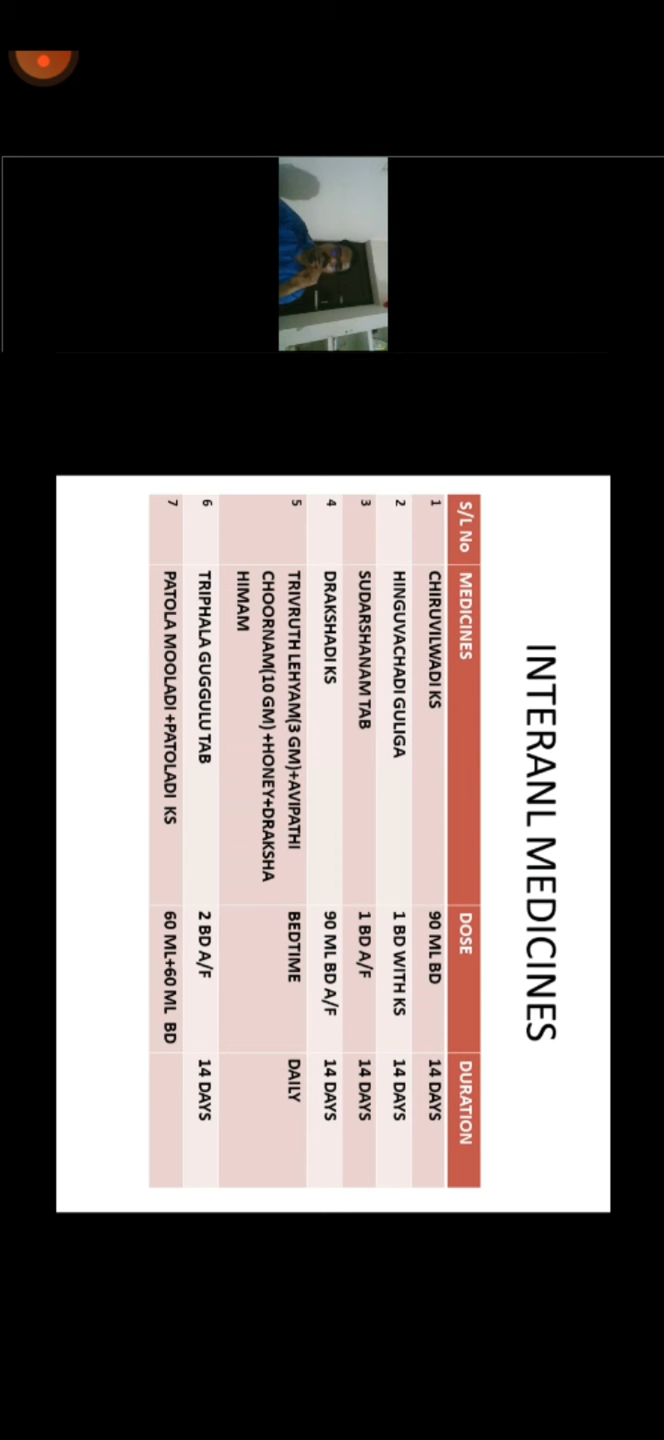 INTERANL MEDICINES
S/L No MEDICINES DOSE DURATION
1 CHIRUVILWADI KS 90 ML BD 14 DAYS
2 HINGUVACHADI GULIGA 1 BD WITH KS 14 DAYS
3 SUDARSHANAM TAB 1 BD A/F 14 DAYS
4 DRAKSHADI KS 90 ML BD A/F 14 DAYS
5 TRIVRUTH LEHYAM(3 GM)+AVIPATHI BEDTIME DAILY
CHOORNAM(10 GM) +HONEY+DRAKSHA
HIMAM
6 TRIPHALA GUGGULU TAB 2 BD A/F 14 DAYS
7 PATOLA MOOLADI +PATOLADI KS 60 ML+60 ML BD